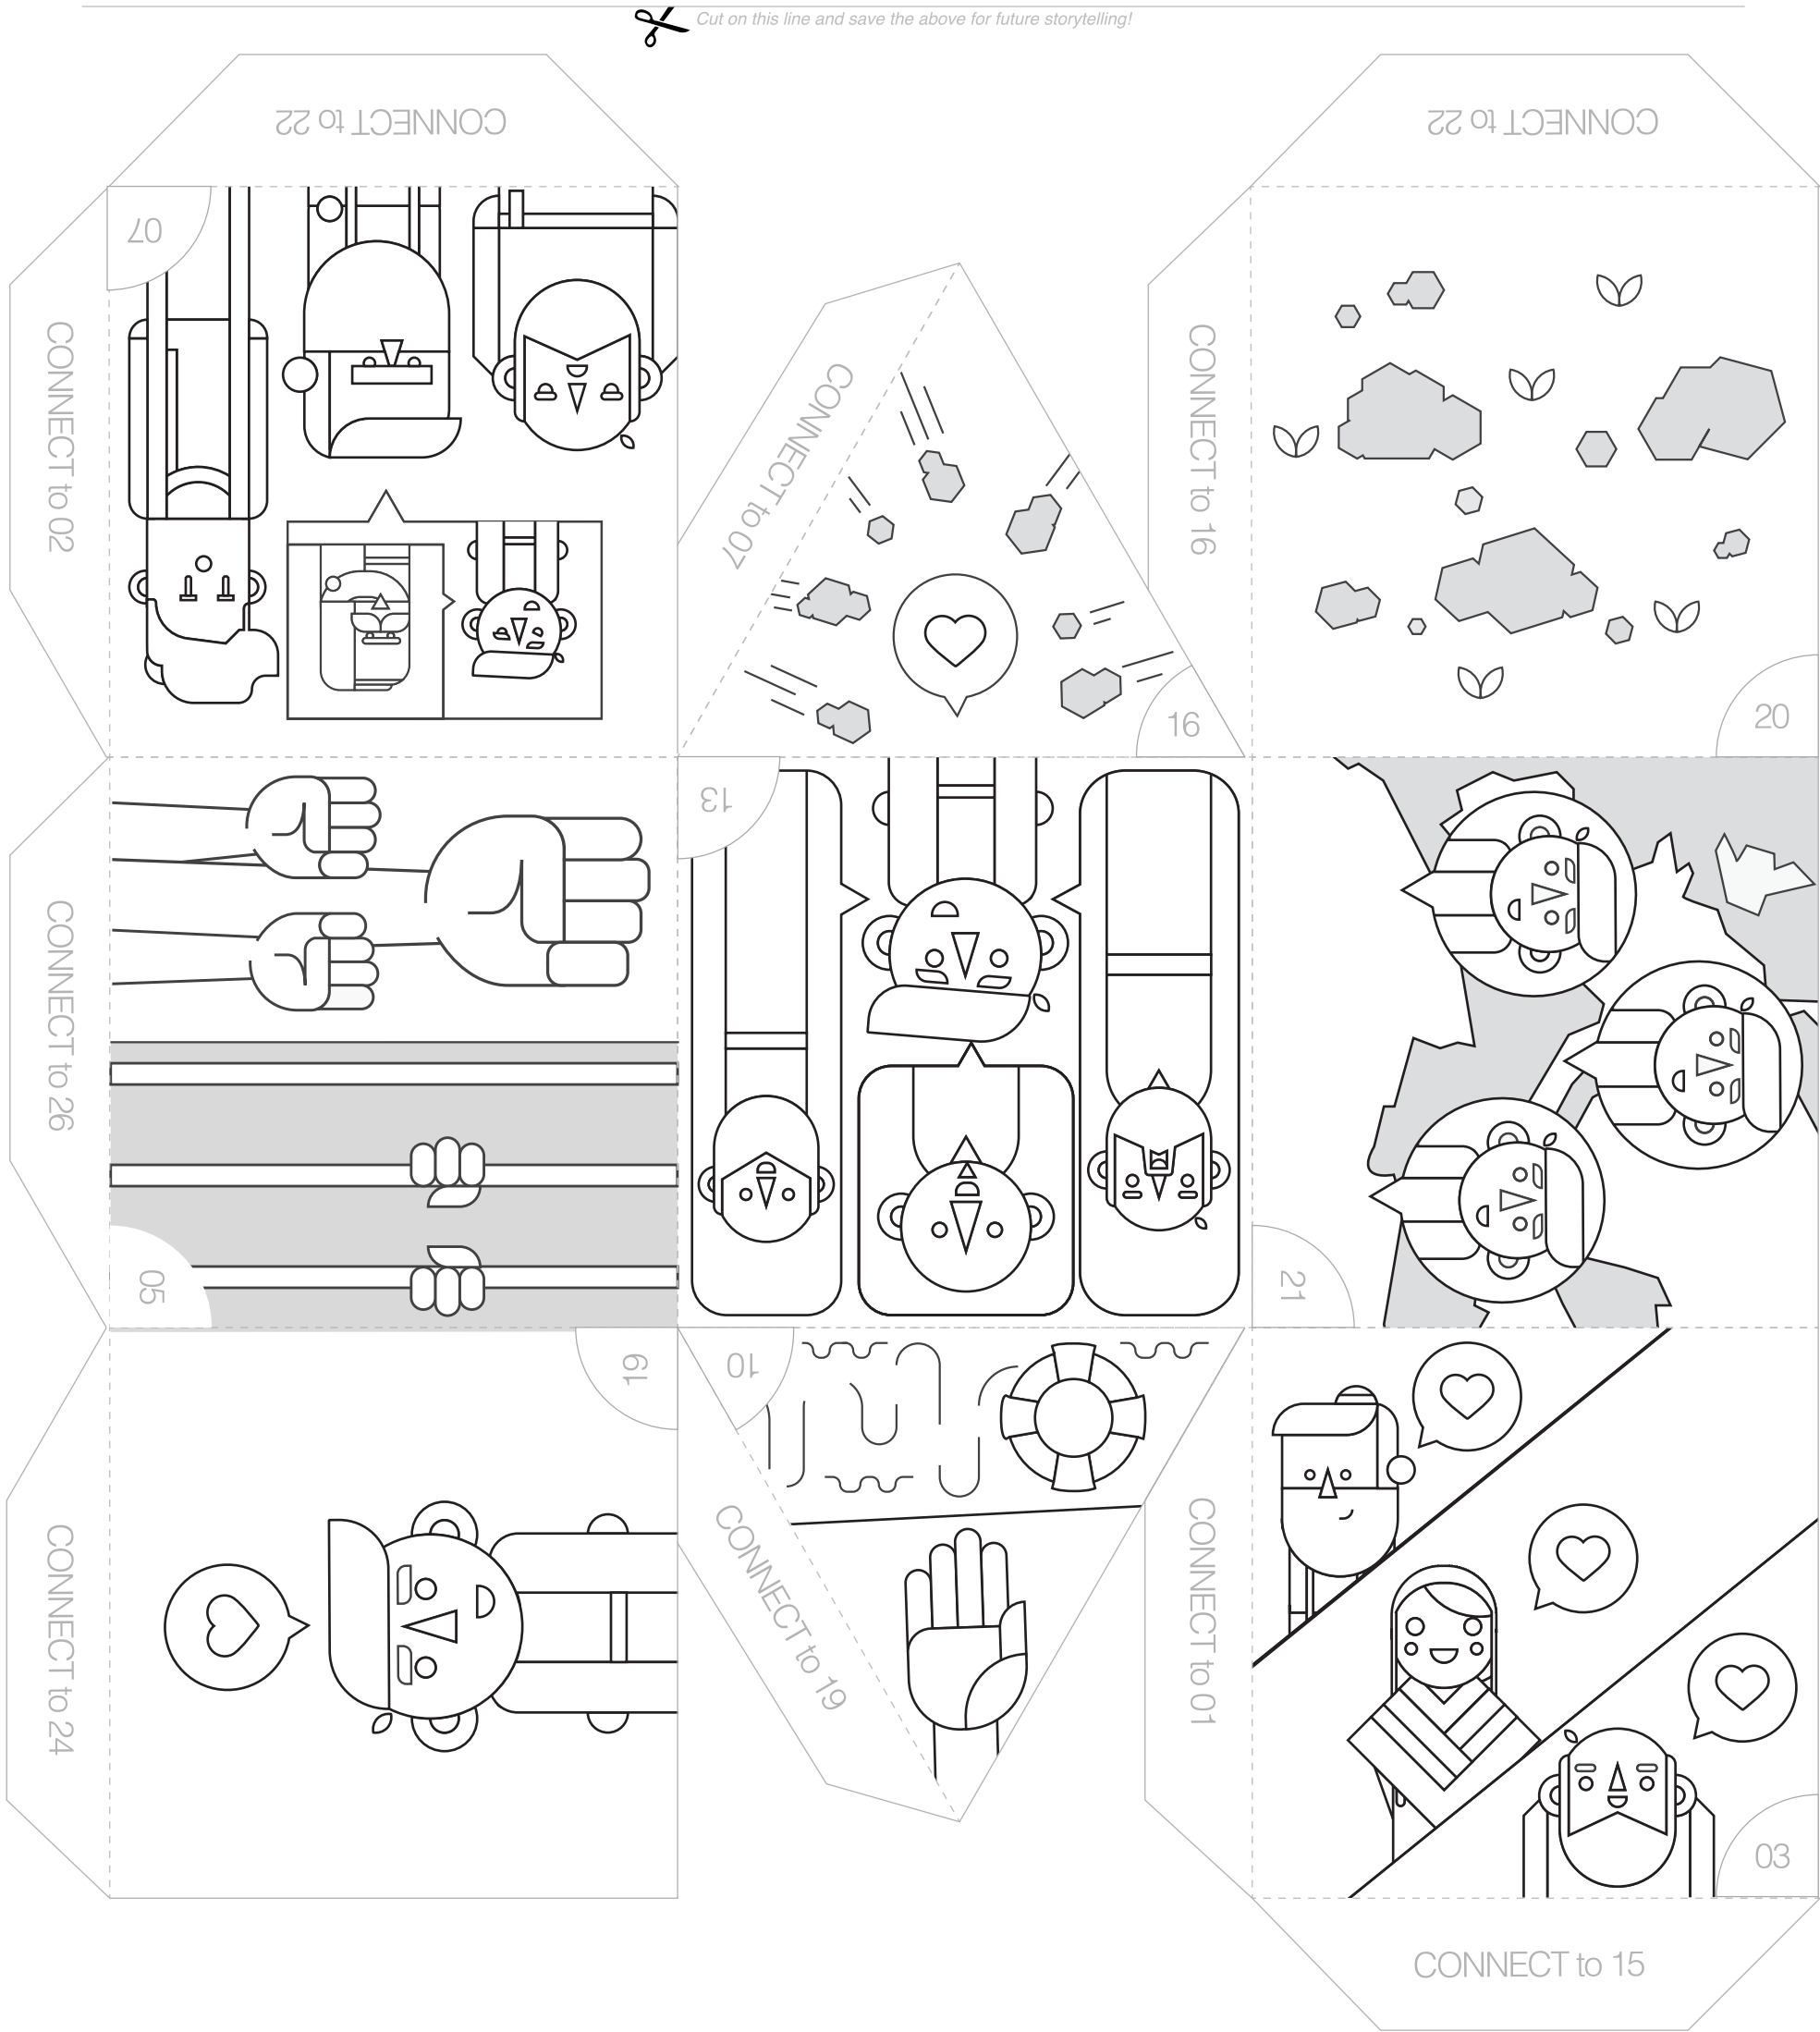 Cut on this line and save the above for future storytelling!
CONNECT to 22
CONNECT to 22
07
CONNECT to 02
CONNECT to 07
CONNECT to 16
16
20
13
CONNECT to 26
05
21
19
10
CONNECT to 24
CONNECT to 19
CONNECT to 01
03
CONNECT to 15